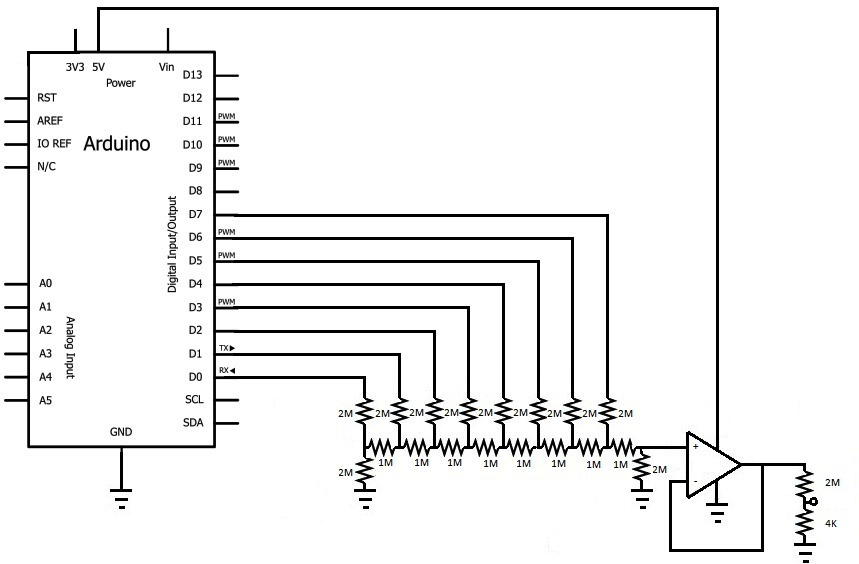 3V3 5V Vin
Power
D13
RST D12
AREF D11 PWM
IO REF Arduino D10 PWM
N/C D9 PWM
D8
Digital Input/Output
D7
D6 PWM
D5 PWM
A0 D4
A1 D3 PWM
A2 D2
Analog Input
A3 D1 TX▶
A4 D0 RX◀
A5 SCL
SDA
GND
2M 2M 2M 2M 2M 2M 2M 2M
1M 1M 1M 1M 1M 1M 1M 1M
2M 2M
+
-
2M
4K